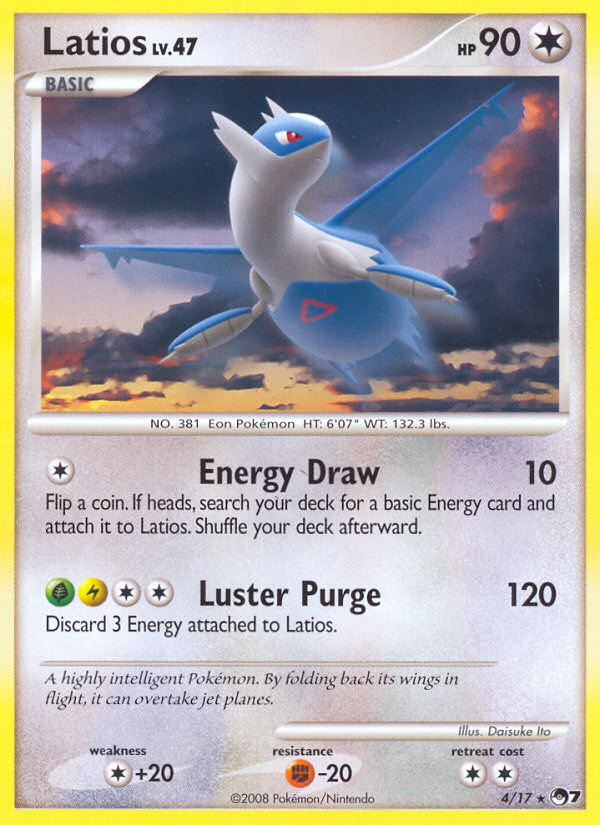 Latios LV.47
HP 90
BASIC
NO. 381 Eon Pokémon HT: 6'07" WT: 132.3 lbs.
Energy Draw 10
Flip a coin. If heads, search your deck for a basic Energy card and
attach it to Latios. Shuffle your deck afterward.
Luster Purge 120
Discard 3 Energy attached to Latios.
A highly intelligent Pokémon. By folding back its wings in
flight, it can overtake jet planes.
Illus. Daisuke Ito
weakness resistance retreat cost
+20 -20
©2008 Pokémon/Nintendo 4/17 ★ 7